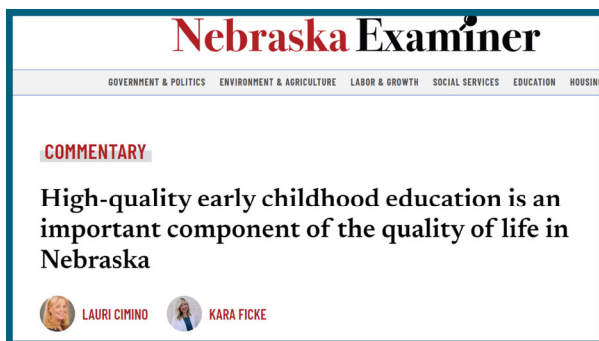 Nebraska Examiner
GOVERNMENT & POLITICS ENVIRONMENT & AGRICULTURE LABOR & GROWTH SOCIAL SERVICES EDUCATION HOUSIN
COMMENTARY
High-quality early childhood education is an
important component of the quality of life in
Nebraska
LAURI CIMINO KARA FICKE